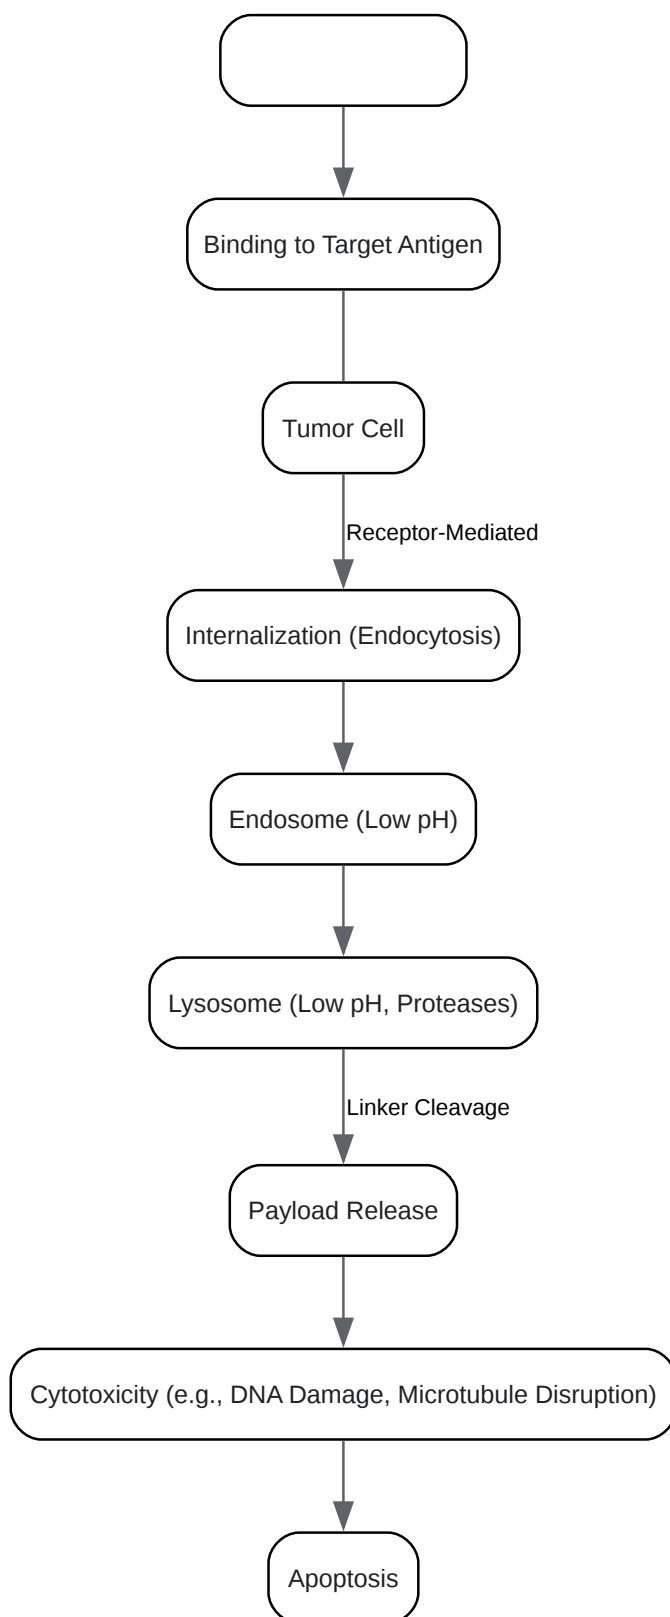 Binding to Target Antigen
Tumor Cell
Receptor-Mediated
Internalization (Endocytosis)
Endosome (Low pH)
Lysosome (Low pH, Proteases)
Linker Cleavage
Payload Release
Cytotoxicity (e.g., DNA Damage, Microtubule Disruption)
Apoptosis